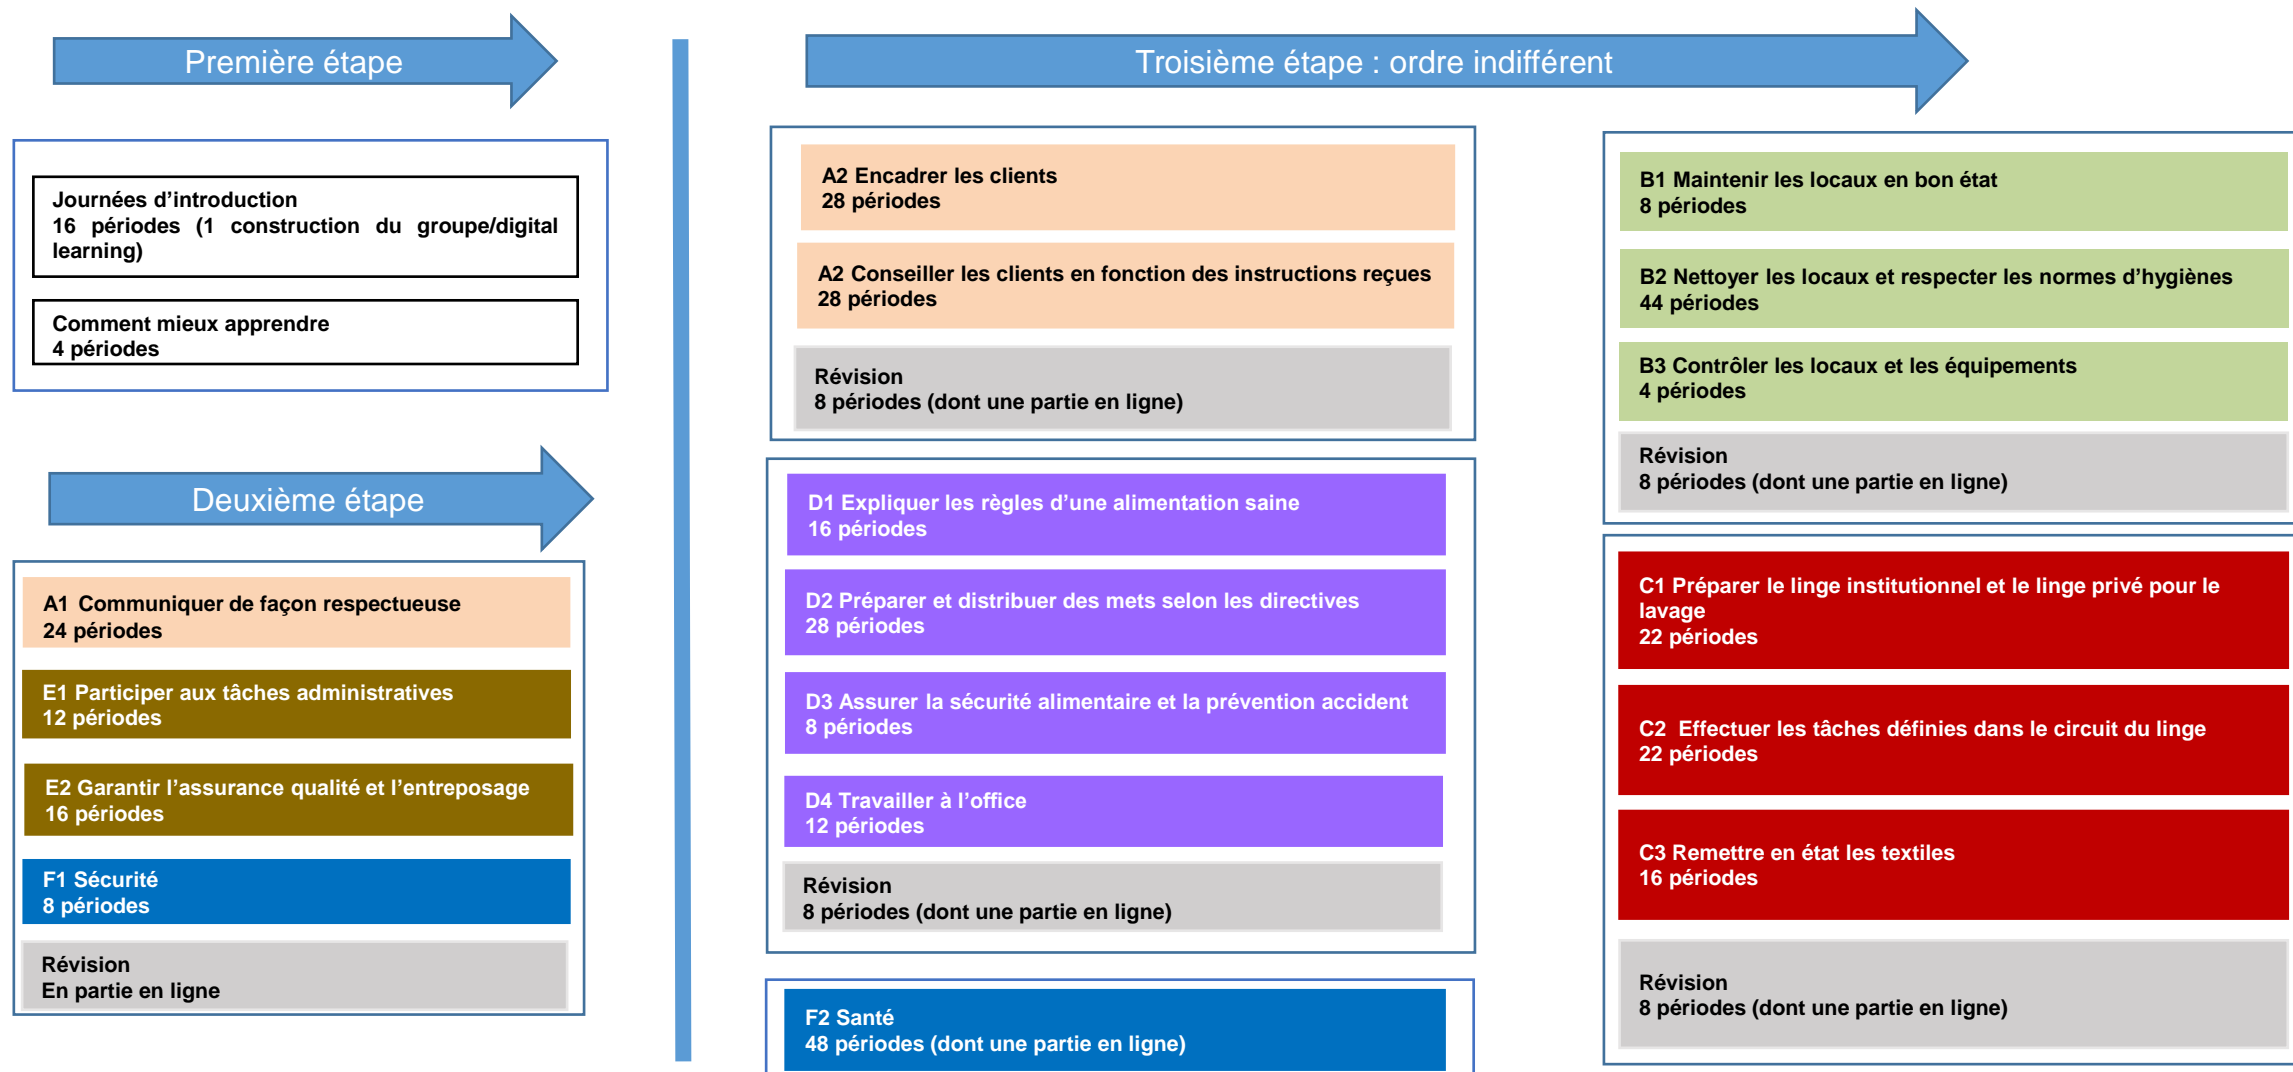 Première étape
Journées d’introduction
16 périodes (1 construction du groupe/digital
learning)
Comment mieux apprendre
4 périodes
Deuxième étape
A1 Communiquer de façon respectueuse
24 périodes
E1 Participer aux tâches administratives
12 périodes
E2 Garantir l’assurance qualité et l’entreposage
16 périodes
F1 Sécurité
8 périodes
Révision
En partie en ligne
Troisième étape : ordre indifférent
A2 Encadrer les clients
28 périodes
A2 Conseiller les clients en fonction des instructions reçues
28 périodes
Révision
8 périodes (dont une partie en ligne)
D1 Expliquer les règles d’une alimentation saine
16 périodes
D2 Préparer et distribuer des mets selon les directives
28 périodes
D3 Assurer la sécurité alimentaire et la prévention accident
8 périodes
D4 Travailler à l’office
12 périodes
Révision
8 périodes (dont une partie en ligne)
F2 Santé
48 périodes (dont une partie en ligne)
B1 Maintenir les locaux en bon état
8 périodes
B2 Nettoyer les locaux et respecter les normes d’hygiènes
44 périodes
B3 Contrôler les locaux et les équipements
4 périodes
Révision
8 périodes (dont une partie en ligne)
C1 Préparer le linge institutionnel et le linge privé pour le
lavage
22 périodes
C2 Effectuer les tâches définies dans le circuit du linge
22 périodes
C3 Remettre en état les textiles
16 périodes
Révision
8 périodes (dont une partie en ligne)